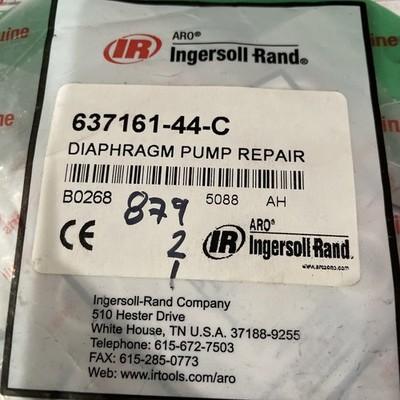 uine
ARO®
IR Ingersoll-Rand®
637161-44-C
DIAPHRAGM PUMP REPAIR
B0268 879 5088 AH
2
1
CE
ARO®
IR Ingersoll-Rand.
www.arozone.com
Ingersoll-Rand Company
510 Hester Drive
White House, TN U.S.A. 37188-9255
Telephone: 615-672-7503
FAX: 615-285-0773
Web: www.irtools.com/aro